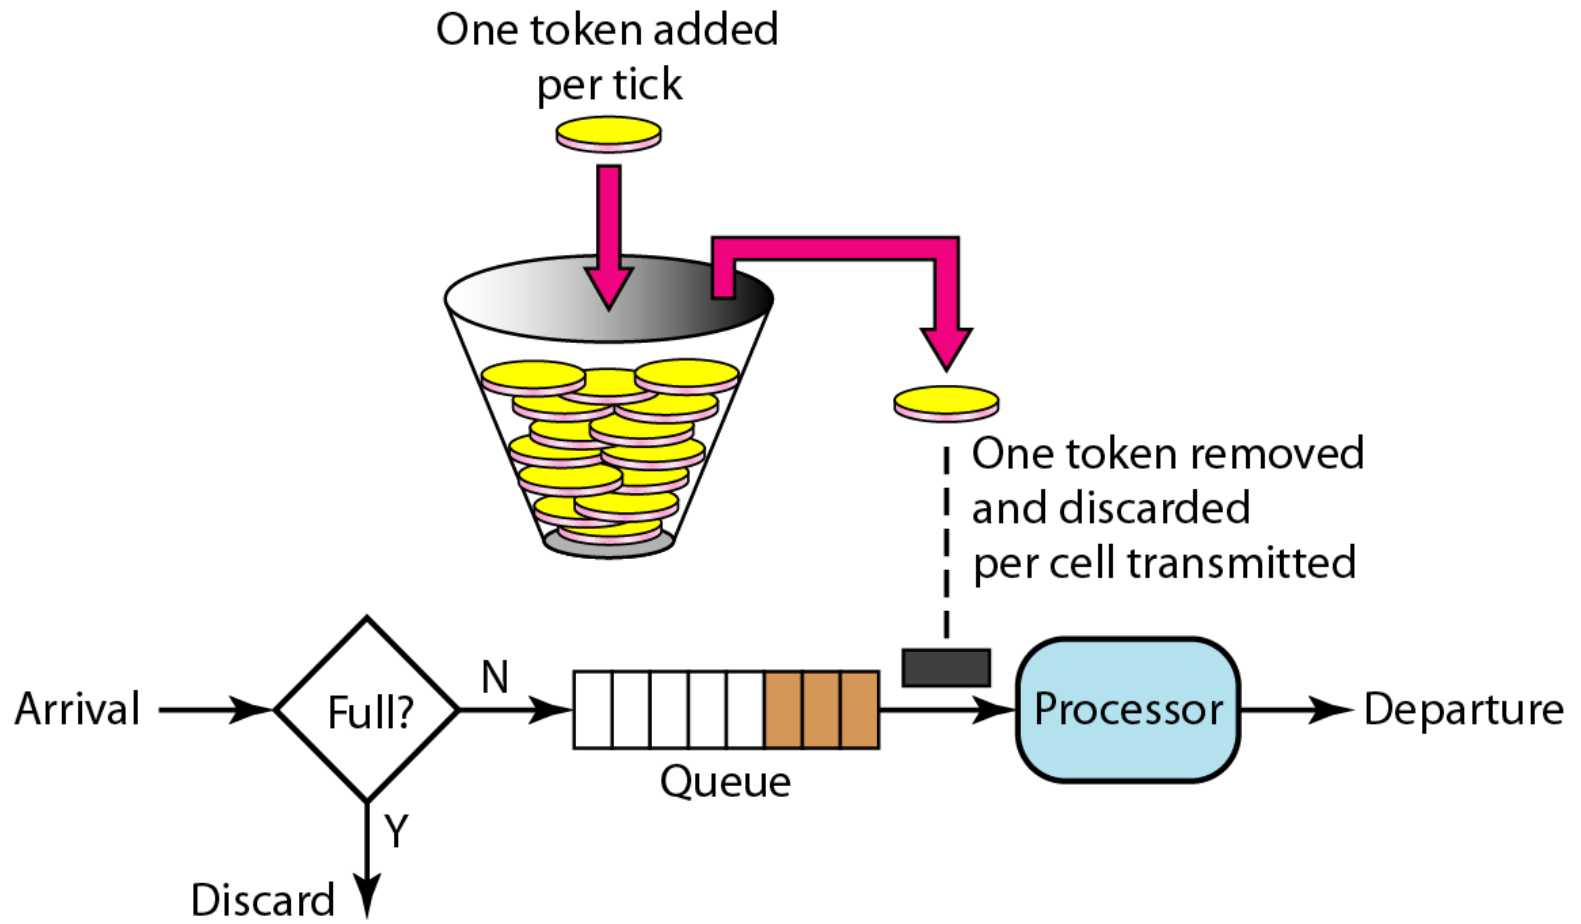 One token added
per tick
One token removed
and discarded
per cell transmitted
Arrival
Full?
N
Y
Discard
Queue
Processor
Departure